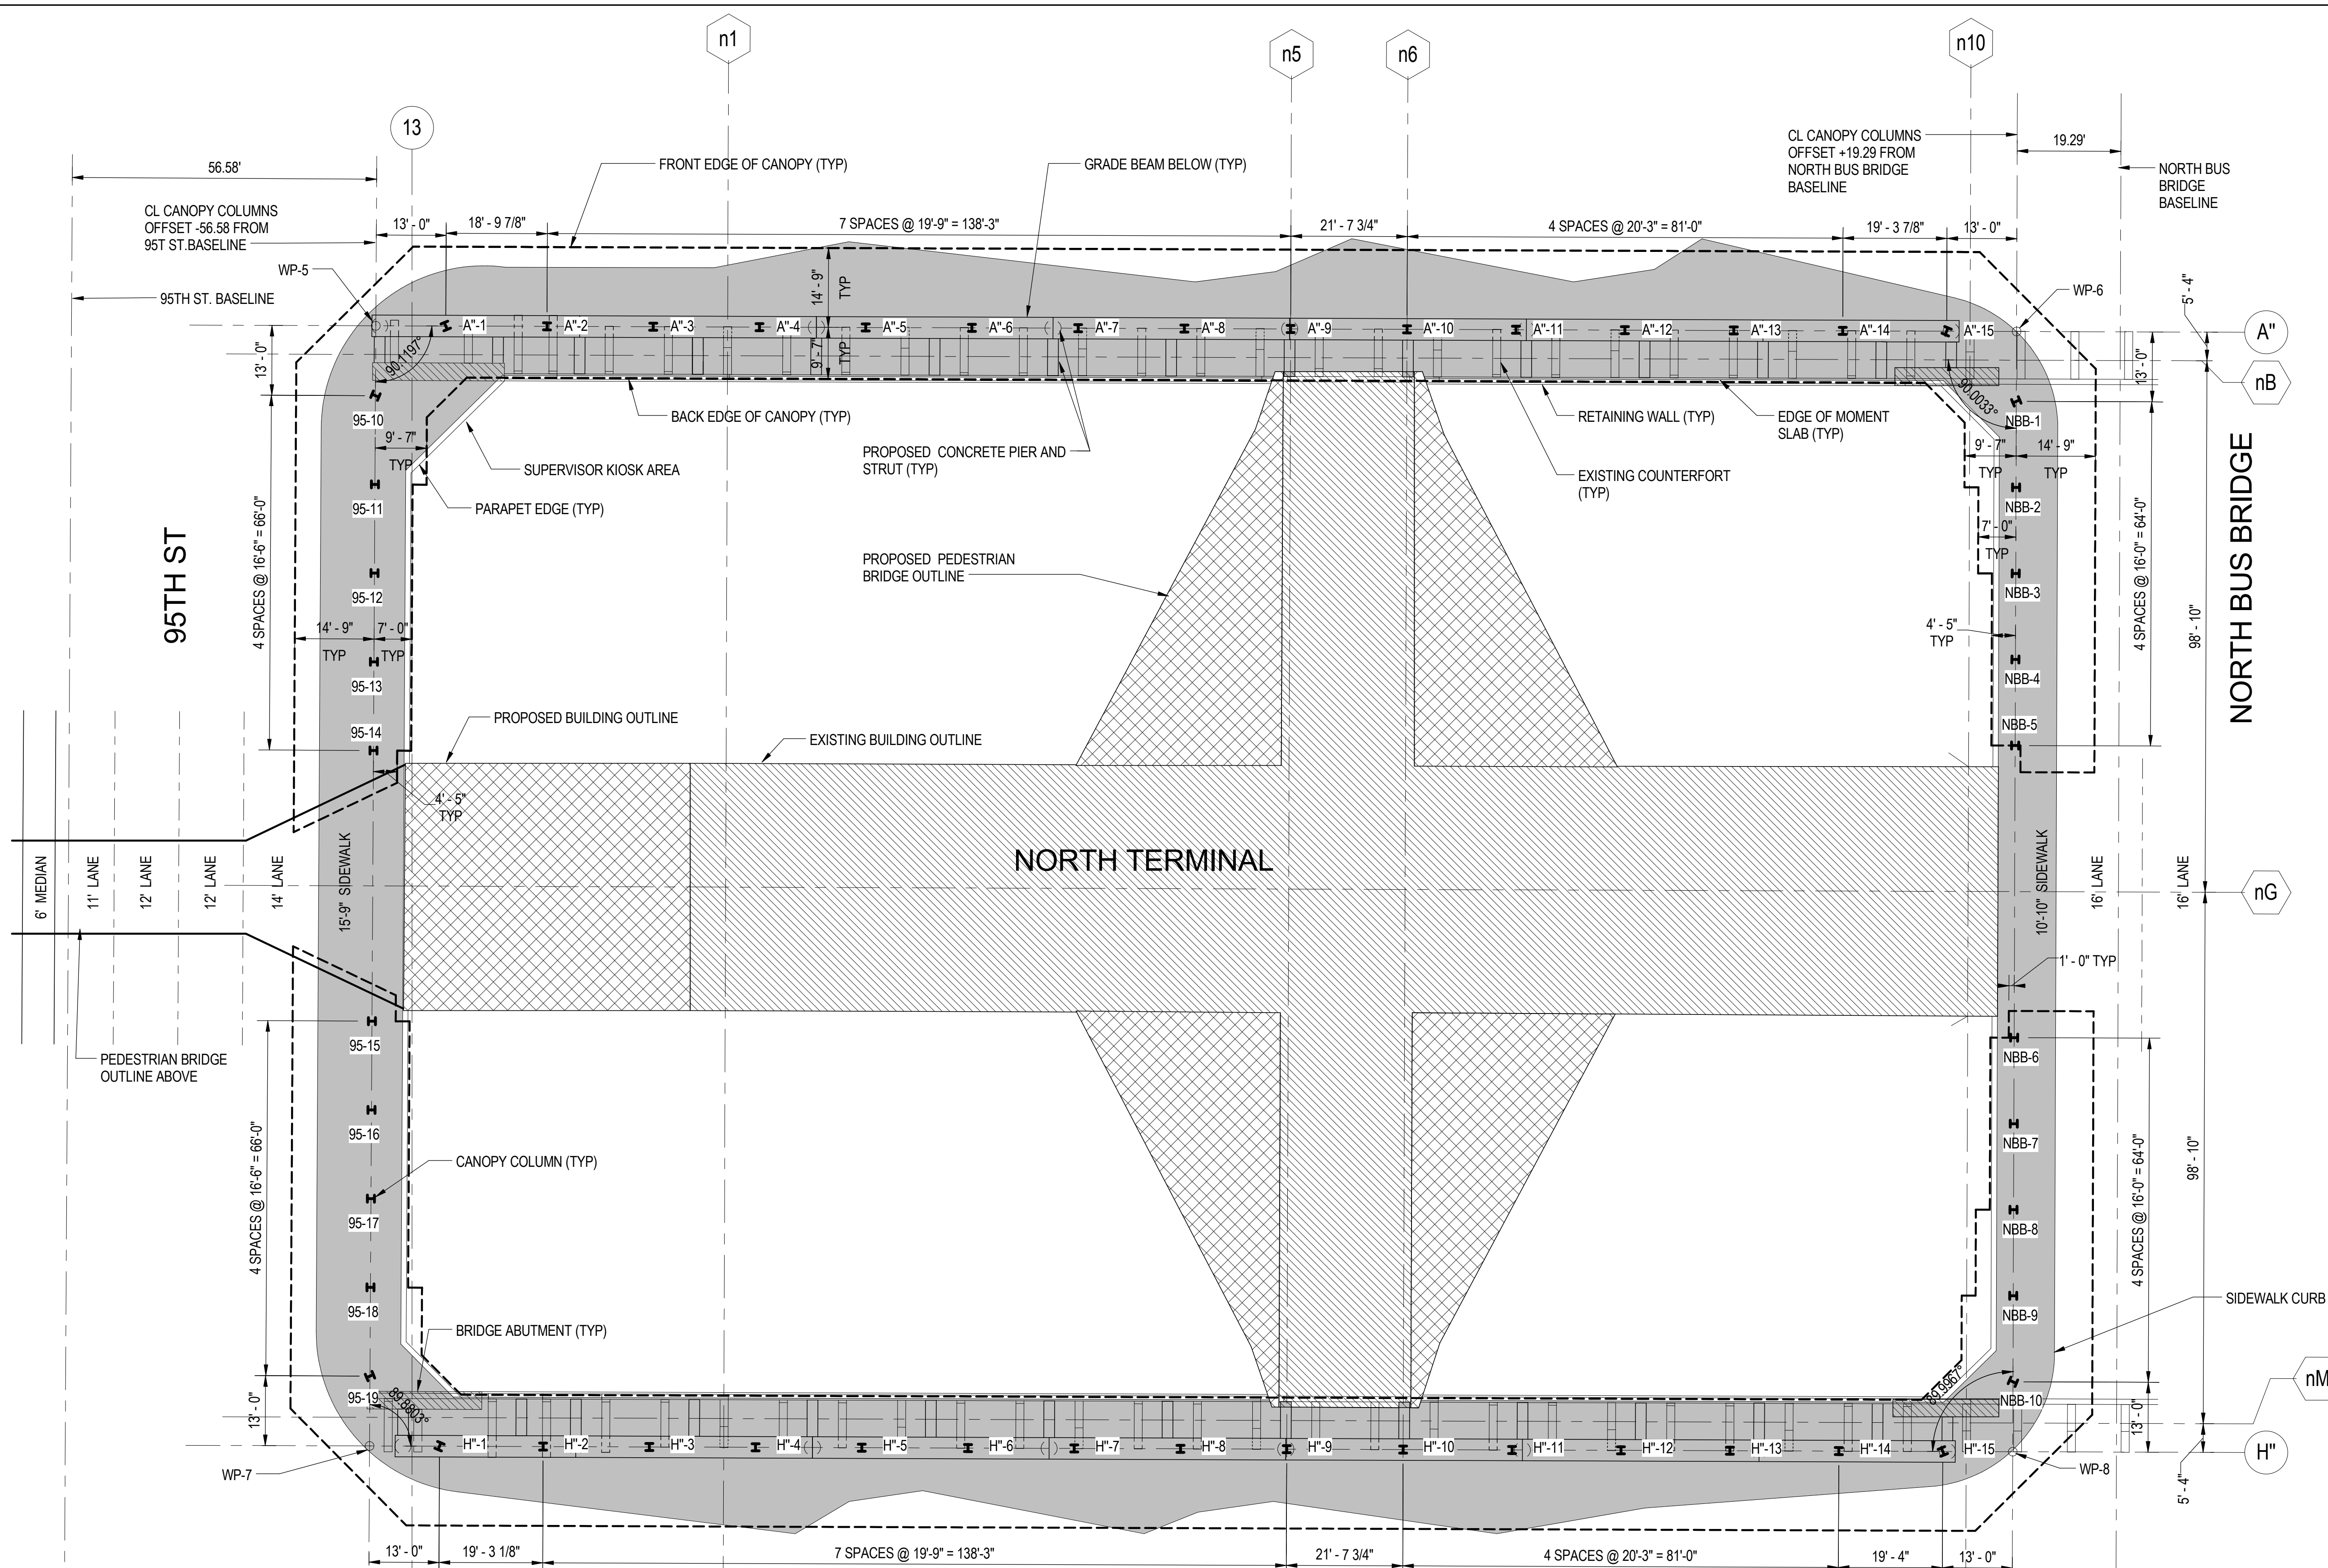 n1
n5
n6
n10
13
56.58'
FRONT EDGE OF CANOPY (TYP)
GRADE BEAM BELOW (TYP)
CL CANOPY COLUMNS
OFFSET +19.29 FROM
NORTH BUS BRIDGE
BASELINE
19.29'
NORTH BUS
BRIDGE
BASELINE
CL CANOPY COLUMNS
OFFSET -56.58 FROM
95T ST.BASELINE
13' - 0"
18' - 9 7/8"
7 SPACES @ 19'-9" = 138'-3"
21' - 7 3/4"
4 SPACES @ 20'-3" = 81'-0"
19' - 3 7/8"
13' - 0"
WP-5
95TH ST. BASELINE
14' - 9"
TYP
WP-6
5' - 4"
A"
A"-1
A"-2
A"-3
A"-4
A"-5
A"-6
A"-7
A"-8
A"-9
A"-10
A"-11
A"-12
A"-13
A"-14
A"-15
13' - 0"
90.1197°
9' - 7"
TYP
13' - 0"
90.0033°
nB
95-10
BACK EDGE OF CANOPY (TYP)
RETAINING WALL (TYP)
EDGE OF MOMENT
SLAB (TYP)
NBB-1
9' - 7"
TYP
SUPERVISOR KIOSK AREA
PROPOSED  CONCRETE PIER AND
STRUT (TYP)
EXISTING COUNTERFORT
(TYP)
9' - 7"
TYP
14' - 9"
TYP
95-11
PARAPET EDGE (TYP)
NBB-2
7' - 0"
TYP
95TH ST
4 SPACES @ 16'-6" = 66'-0"
PROPOSED  PEDESTRIAN
BRIDGE OUTLINE
95-12
NBB-3
4 SPACES @ 16'-0" = 64'-0"
98' - 10"
NORTH BUS BRIDGE
14' - 9"
TYP
7' - 0"
TYP
4' - 5"
TYP
95-13
NBB-4
95-14
PROPOSED BUILDING OUTLINE
EXISTING BUILDING OUTLINE
NBB-5
4' - 5"
TYP
6' MEDIAN
11' LANE
12' LANE
12' LANE
14' LANE
15'-9" SIDEWALK
NORTH TERMINAL
10'-10" SIDEWALK
16' LANE
16' LANE
nG
1' - 0" TYP
PEDESTRIAN BRIDGE
OUTLINE ABOVE
95-15
NBB-6
4 SPACES @ 16'-6" = 66'-0"
95-16
NBB-7
CANOPY COLUMN (TYP)
4 SPACES @ 16'-0" = 64'-0"
98' - 10"
95-17
NBB-8
95-18
NBB-9
SIDEWALK CURB
BRIDGE ABUTMENT (TYP)
95-19
13' - 0"
89.8803°
89.9967°
NBB-10
13' - 0"
nM
H"-1
H"-2
H"-3
H"-4
H"-5
H"-6
H"-7
H"-8
H"-9
H"-10
H"-11
H"-12
H"-13
H"-14
H"-15
H"
WP-7
WP-8
5' - 4"
13' - 0"
19' - 3 1/8"
7 SPACES @ 19'-9" = 138'-3"
21' - 7 3/4"
4 SPACES @ 20'-3" = 81'-0"
19' - 4"
13' - 0"